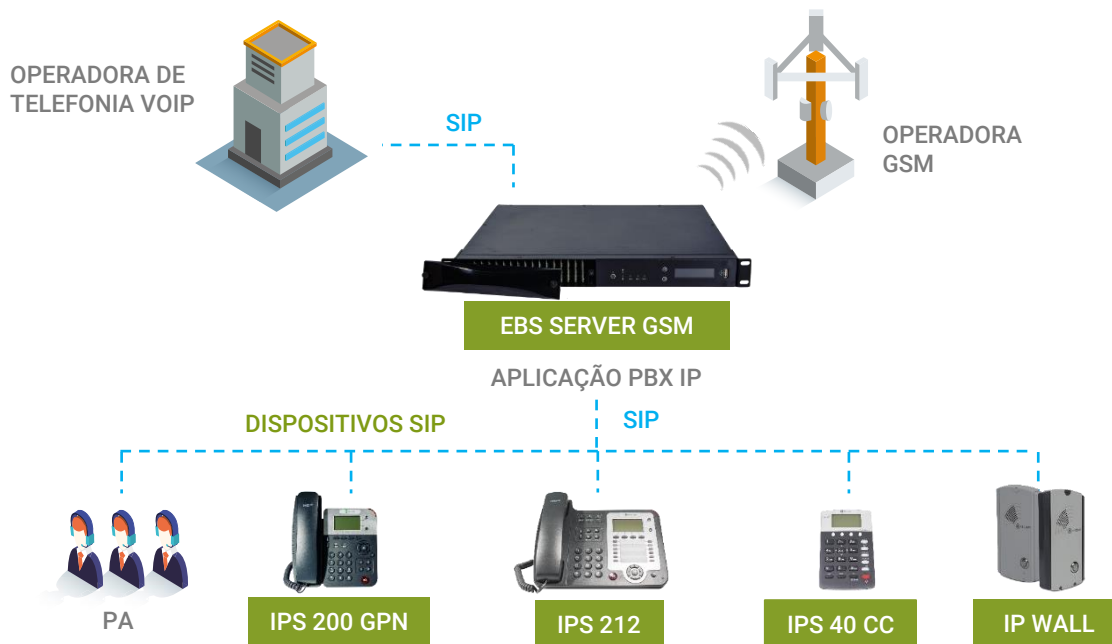 OPERADORA DE
TELEFONIA VOIP
SIP
OPERADORA
GSM
EBS SERVER GSM
APLICAÇÃO PBX IP
DISPOSITIVOS SIP
SIP
PA
IPS 200 GPN
IPS 212
IPS 40 CC
IP WALL